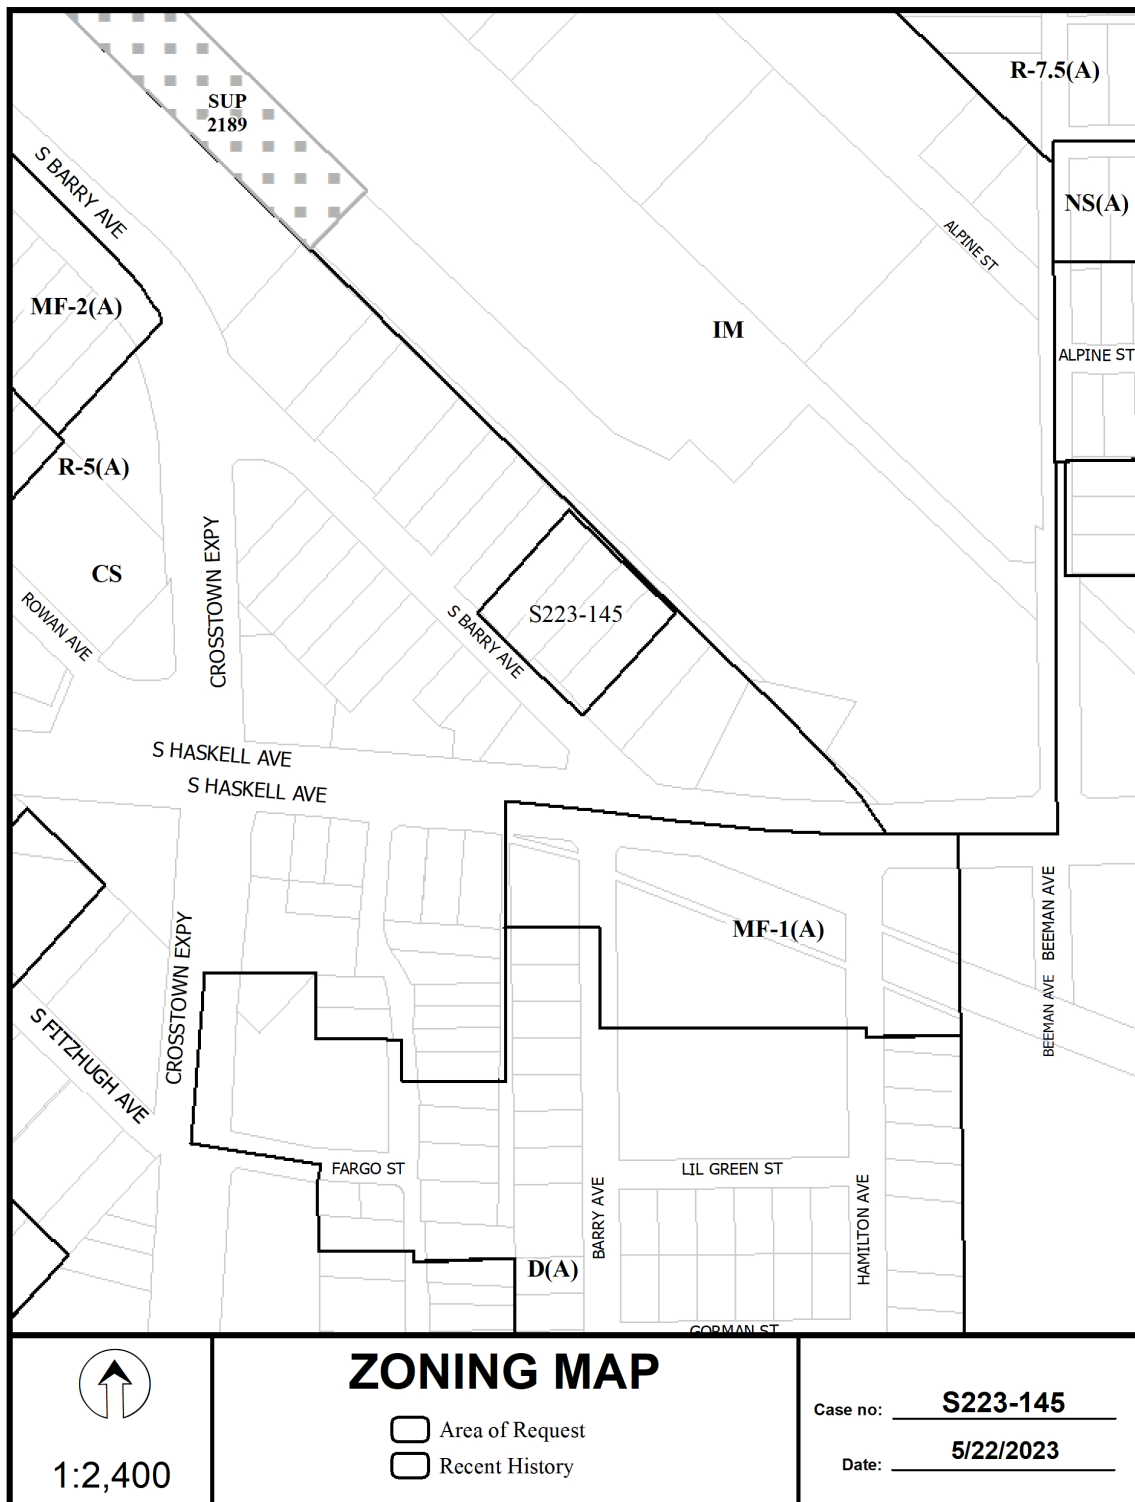 R-7.5(A)
SUP
2189
S BARRY AVE
NS(A)
ALPINE ST
MF-2(A)
IM
ALPINE ST
R-5(A)
CROSSTOWN EXPY
CS
ROWAN AVE
S BARRY AVE
S223-145
S HASKELL AVE
S HASKELL AVE
MF-1(A)
BEEMAN AVE
CROSSTOWN EXPY
BEEMAN AVE
S FITZHUGH AVE
FARGO ST
LIL GREEN ST
BARRY AVE
HAMILTON AVE
D(A)
GORMAN ST
1:2,400
ZONING MAP
Area of Request
Recent History
Case no: S223-145
Date: 5/22/2023